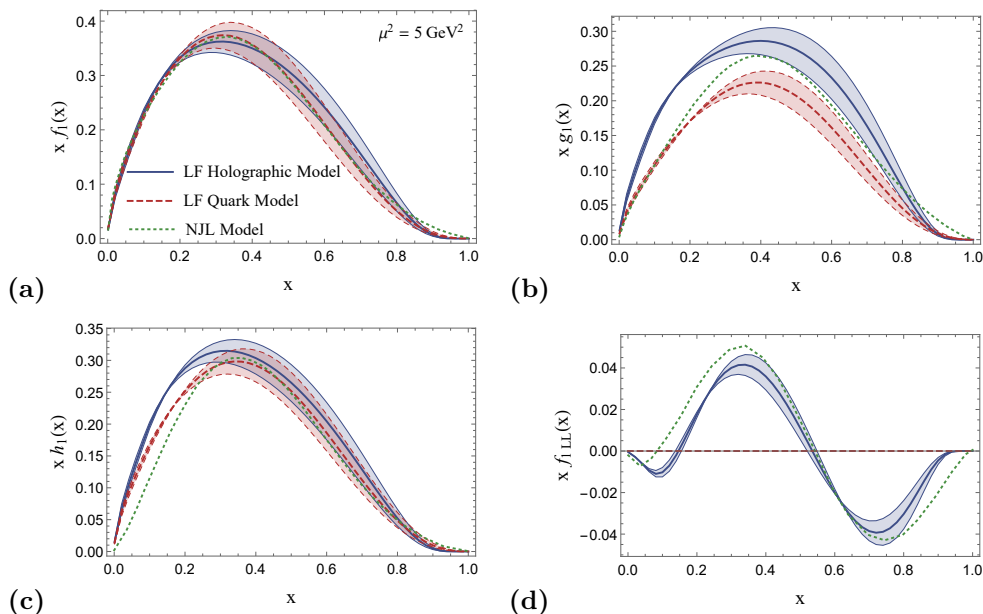 μ² = 5 GeV²
x f₁(x)
0.4
0.3
0.2
0.1
0.0
LF Holographic Model
LF Quark Model
NJL Model
0.0 0.2 0.4 0.6 0.8 1.0
x
(a)
x g₁(x)
0.30
0.25
0.20
0.15
0.10
0.05
0.00
0.0 0.2 0.4 0.6 0.8 1.0
x
(b)
x h₁(x)
0.35
0.30
0.25
0.20
0.15
0.10
0.05
0.00
0.0 0.2 0.4 0.6 0.8 1.0
x
(c)
x f₁ LL(x)
0.04
0.02
0.00
−0.02
−0.04
0.0 0.2 0.4 0.6 0.8 1.0
x
(d)